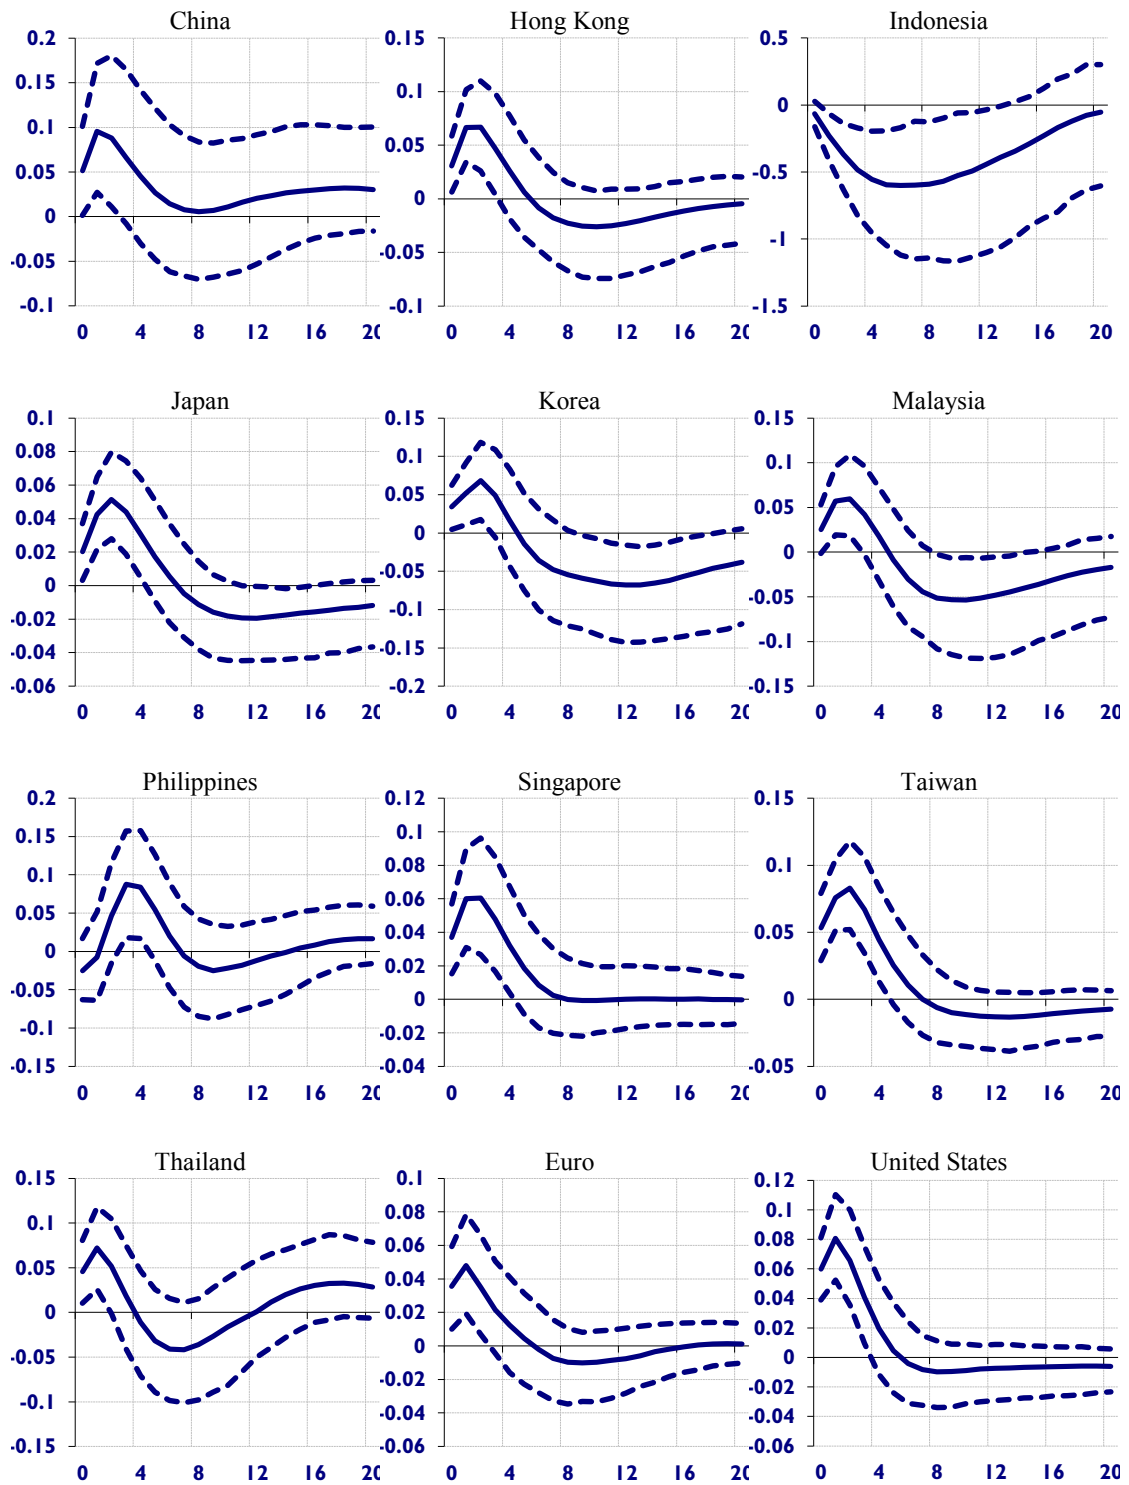 China Hong Kong Indonesia
0.2 0.15 0.5
0.15 0.1 0
0.1 0.05 -0.5
0.05 0 -1
0 -0.05 -1.5
-0.05 -0.1
-0.1
0 4 8 12 16 20 0 4 8 12 16 20 0 4 8 12 16 20
Japan Korea Malaysia
0.1 0.15 0.15
0.08 0.1 0.1
0.06 0.05 0.05
0.04 0 0
0.02 -0.05 -0.05
0 -0.1 -0.1
-0.02 -0.15 -0.15
-0.04 -0.2
-0.06
0 4 8 12 16 20 0 4 8 12 16 20 0 4 8 12 16 20
Philippines Singapore Taiwan
0.2 0.12 0.15
0.15 0.1 0.1
0.1 0.08 0.05
0.05 0.06 0
0 0.04 -0.05
-0.05 0.02
-0.1 0
-0.15 -0.02
-0.04
0 4 8 12 16 20 0 4 8 12 16 20 0 4 8 12 16 20
Thailand Euro United States
0.15 0.1 0.12
0.1 0.08 0.1
0.05 0.06 0.08
0 0.04 0.06
-0.05 0.02 0.04
-0.1 0 0.02
-0.15 -0.02 0
-0.04 -0.02
-0.06 -0.04
-0.06
0 4 8 12 16 20 0 4 8 12 16 20 0 4 8 12 16 20